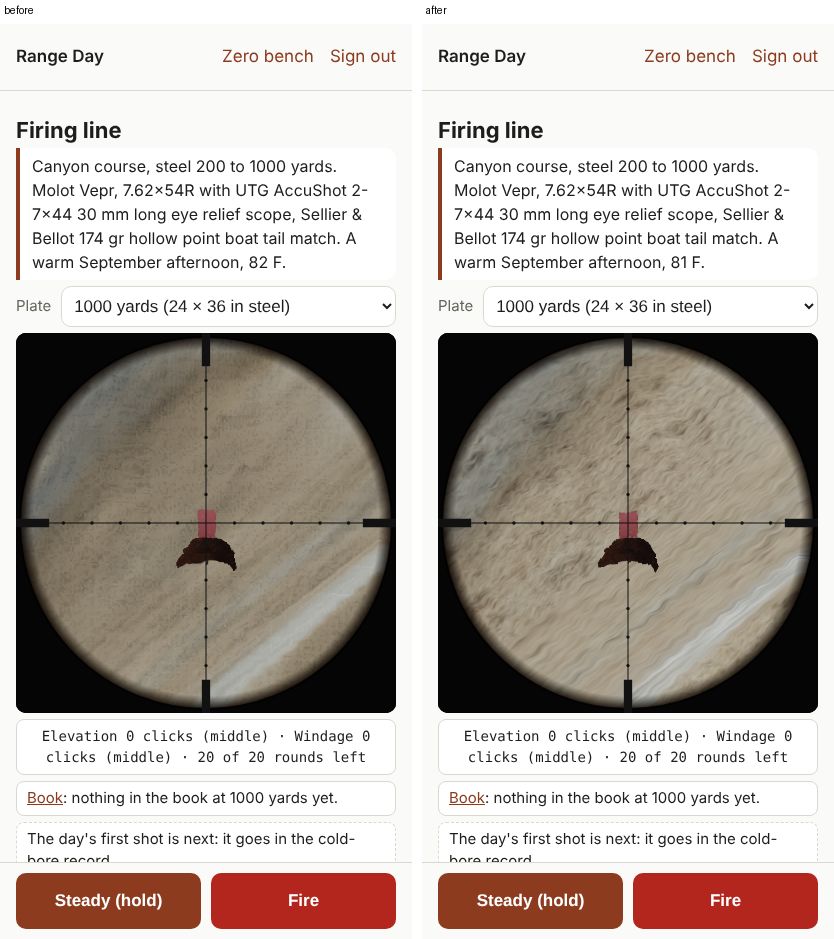 before
Range Day Zero bench Sign out
Firing line
Canyon course, steel 200 to 1000 yards.
Molot Vepr, 7.62×54R with UTG AccuShot 2-
7×44 30 mm long eye relief scope, Sellier &
Bellot 174 gr hollow point boat tail match. A
warm September afternoon, 82 F.
Plate 1000 yards (24 × 36 in steel)
Elevation 0 clicks (middle) · Windage 0
clicks (middle) · 20 of 20 rounds left
Book: nothing in the book at 1000 yards yet.
The day's first shot is next: it goes in the cold-
bore record
Steady (hold) Fire
after
Range Day Zero bench Sign out
Firing line
Canyon course, steel 200 to 1000 yards.
Molot Vepr, 7.62×54R with UTG AccuShot 2-
7×44 30 mm long eye relief scope, Sellier &
Bellot 174 gr hollow point boat tail match. A
warm September afternoon, 81 F.
Plate 1000 yards (24 × 36 in steel)
Elevation 0 clicks (middle) · Windage 0
clicks (middle) · 20 of 20 rounds left
Book: nothing in the book at 1000 yards yet.
The day's first shot is next: it goes in the cold-
bore record
Steady (hold) Fire